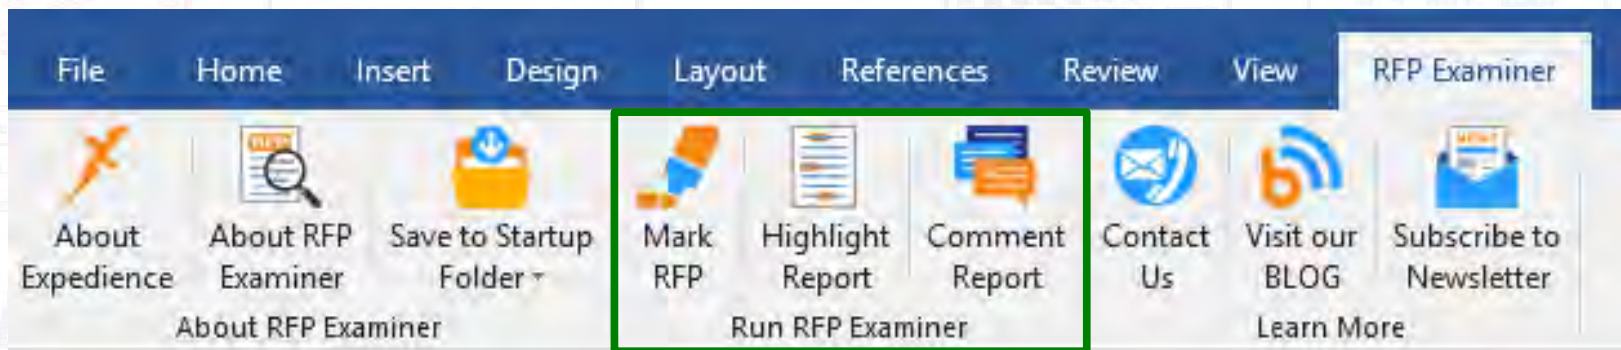 File Home Insert Design Layout References Review View RFP Examiner
About Expedience
About RFP Examiner
Save to Startup Folder
Mark RFP
Highlight Report
Comment Report
Contact Us
Visit our BLOG
Subscribe to Newsletter
About RFP Examiner
Run RFP Examiner
Learn More